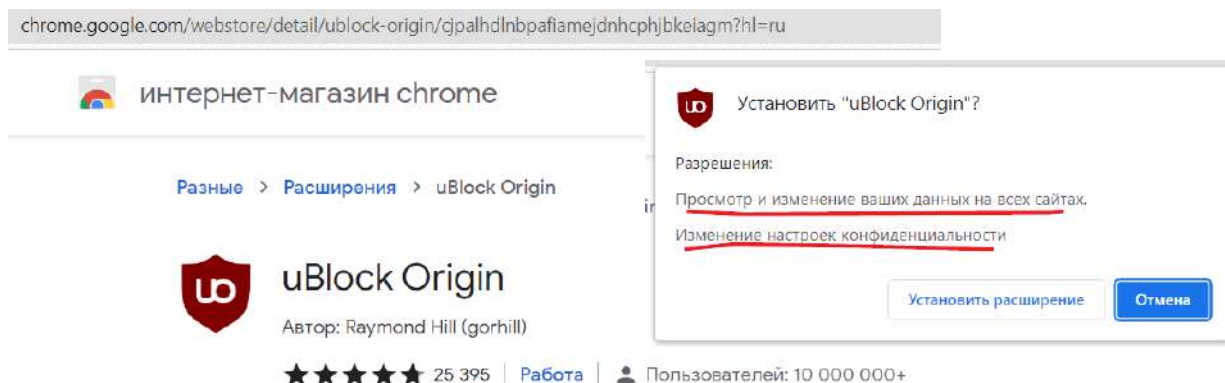 chrome.google.com/webstore/detail/ublock-origin/cjpalhdlnbpafiamejdnhcphjbkeiagm?hl=ru
интернет-магазин chrome
Разные > Расширения > uBlock Origin
uBlock Origin
Автор: Raymond Hill (gorhill)
25 395 | Работа | Пользователей: 10 000 000+
Установить "uBlock Origin"?
Разрешения:
Просмотр и изменение ваших данных на всех сайтах.
Изменение настроек конфиденциальности
Установить расширение
Отмена